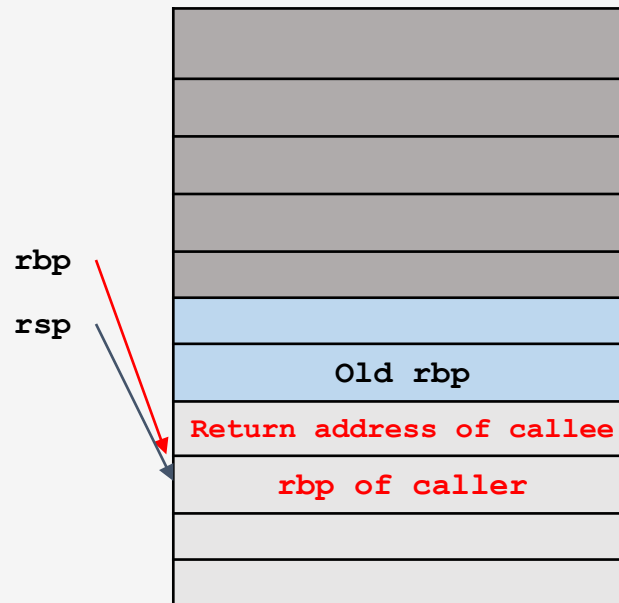 rbp
rsp
Old rbp
Return address of callee
rbp of caller